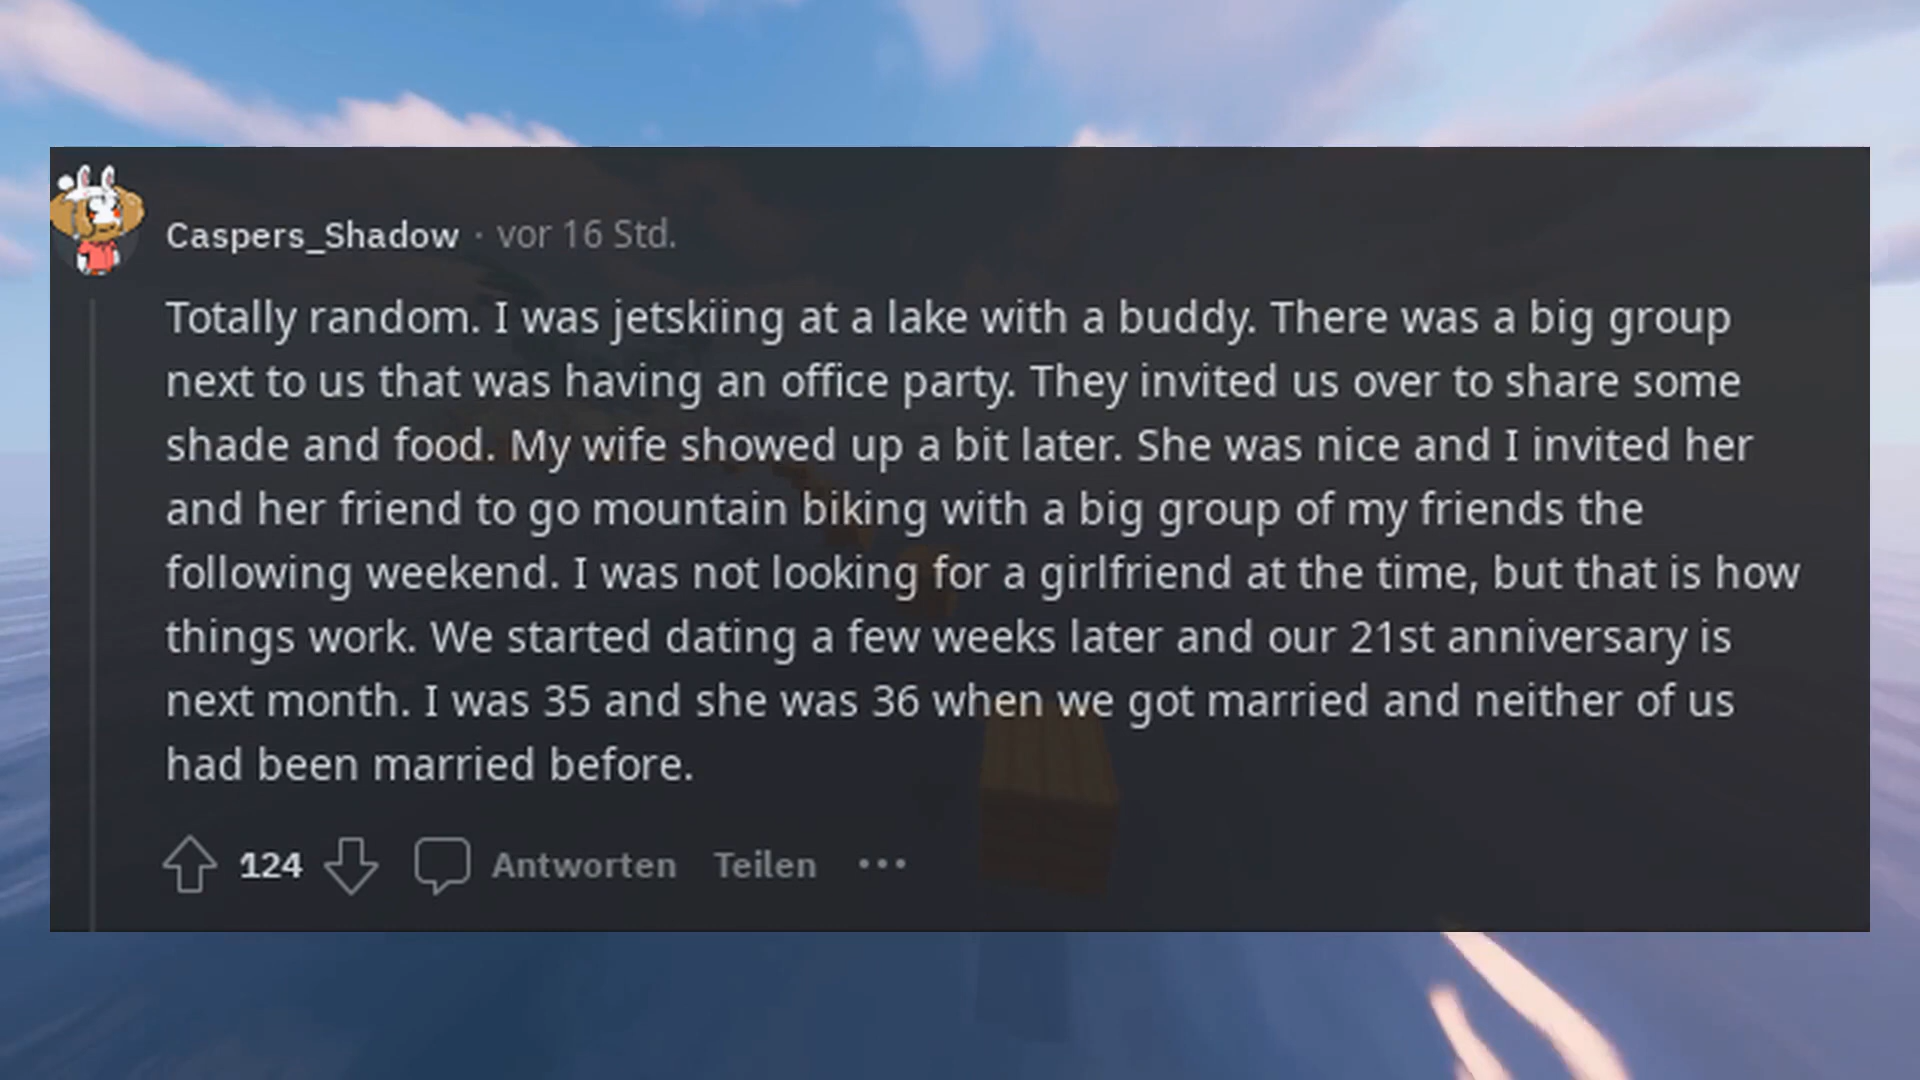 Caspers_Shadow · vor 16 Std.
Totally random. I was jetskiing at a lake with a buddy. There was a big group
next to us that was having an office party. They invited us over to share some
shade and food. My wife showed up a bit later. She was nice and I invited her
and her friend to go mountain biking with a big group of my friends the
following weekend. I was not looking for a girlfriend at the time, but that is how
things work. We started dating a few weeks later and our 21st anniversary is
next month. I was 35 and she was 36 when we got married and neither of us
had been married before.
124 Antworten Teilen •••